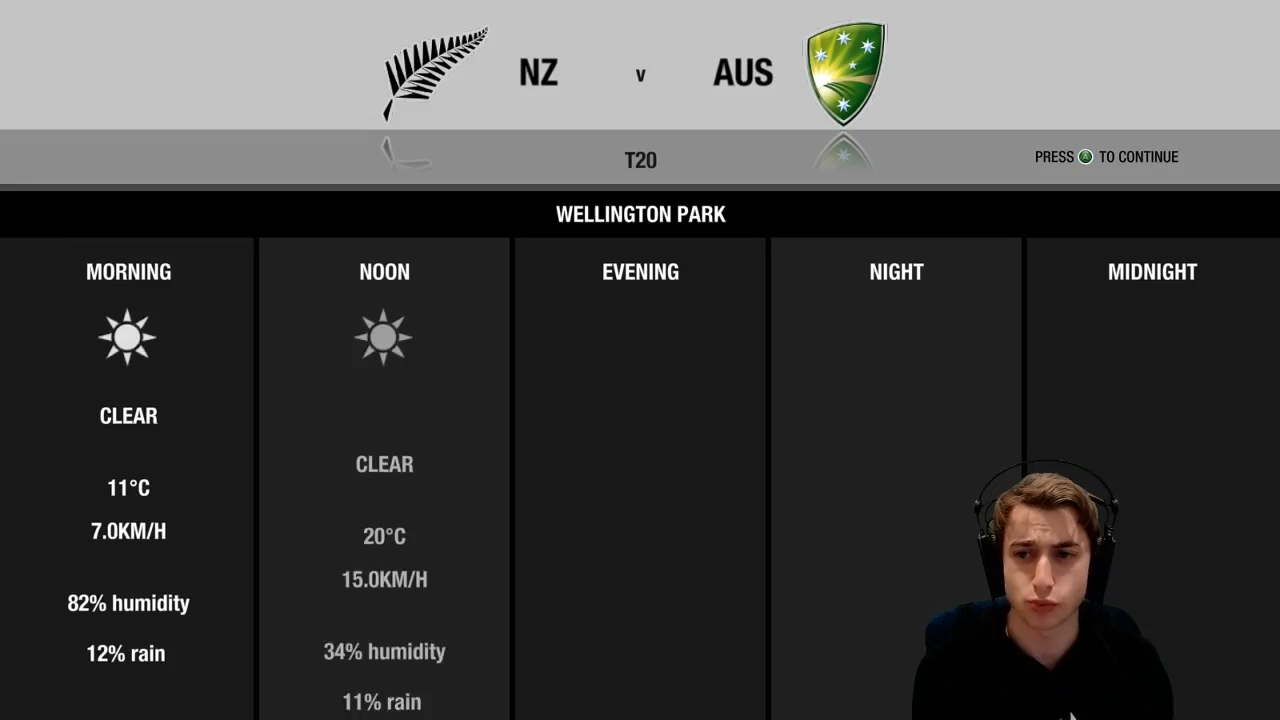 NZ v AUS
T20
PRESS A TO CONTINUE
WELLINGTON PARK
MORNING
CLEAR
11°C
7.0KM/H
82% humidity
12% rain
NOON
CLEAR
20°C
15.0KM/H
34% humidity
11% rain
EVENING
NIGHT
MIDNIGHT